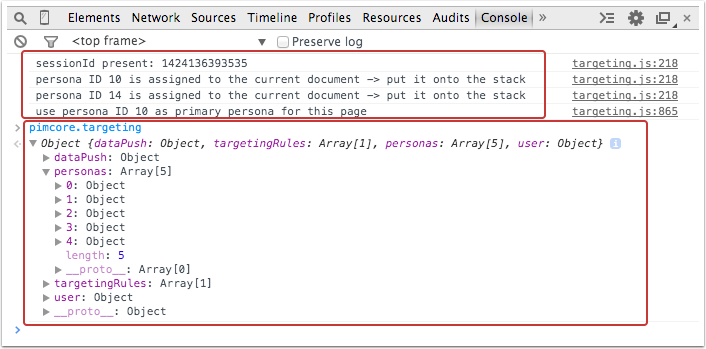 Elements Network Sources Timeline Profiles Resources Audits Console »
<top frame> ▼ Preserve log
sessionId present: 1424136393535 targeting.js:218
persona ID 10 is assigned to the current document -> put it onto the stack targeting.js:218
persona ID 14 is assigned to the current document -> put it onto the stack targeting.js:218
use persona ID 10 as primary persona for this page targeting.js:865
> pimcore.targeting
▼ Object {dataPush: Object, targetingRules: Array[1], personas: Array[5], user: Object} i
▶ dataPush: Object
▼ personas: Array[5]
▶ 0: Object
▶ 1: Object
▶ 2: Object
▶ 3: Object
▶ 4: Object
length: 5
▶ __proto__: Array[0]
▶ targetingRules: Array[1]
▶ user: Object
▶ __proto__: Object
>